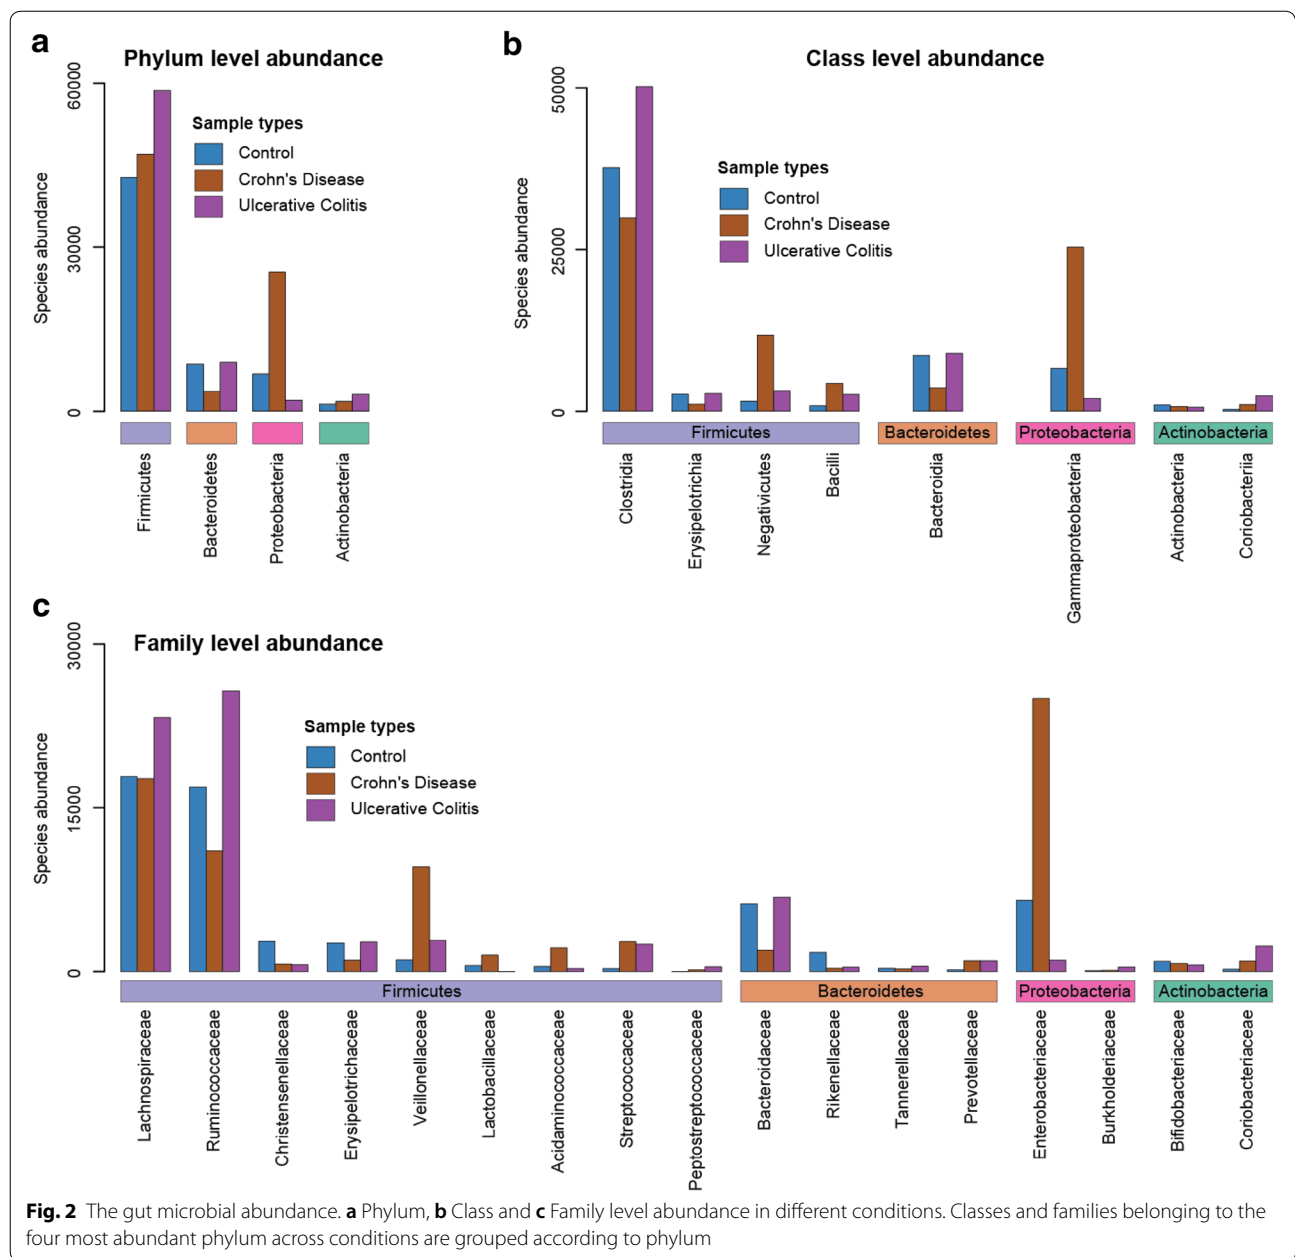 a
Phylum level abundance
Species abundance
60000
30000
0
Sample types
Control
Crohn's Disease
Ulcerative Colitis
Firmicutes
Bacteroidetes
Proteobacteria
Actinobacteria
b
Class level abundance
Species abundance
50000
25000
0
Sample types
Control
Crohn's Disease
Ulcerative Colitis
Firmicutes
Bacteroidetes
Proteobacteria
Actinobacteria
Clostridia
Erysipelotrichia
Negativicutes
Bacilli
Bacteroidia
Gammaproteobacteria
Actinobacteria
Coriobacteriia
c
Family level abundance
Species abundance
30000
15000
0
Sample types
Control
Crohn's Disease
Ulcerative Colitis
Firmicutes
Bacteroidetes
Proteobacteria
Actinobacteria
Lachnospiraceae
Ruminococcaceae
Christensenellaceae
Erysipelotrichaceae
Veillonellaceae
Lactobacillaceae
Acidaminococcaceae
Streptococcaceae
Peptostreptococcaceae
Bacteroidaceae
Rikenellaceae
Tannerellaceae
Prevotellaceae
Enterobacteriaceae
Burkholderiaceae
Bifidobacteriaceae
Coriobacteriaceae
Fig. 2 The gut microbial abundance. a Phylum, b Class and c Family level abundance in different conditions. Classes and families belonging to the
four most abundant phylum across conditions are grouped according to phylum